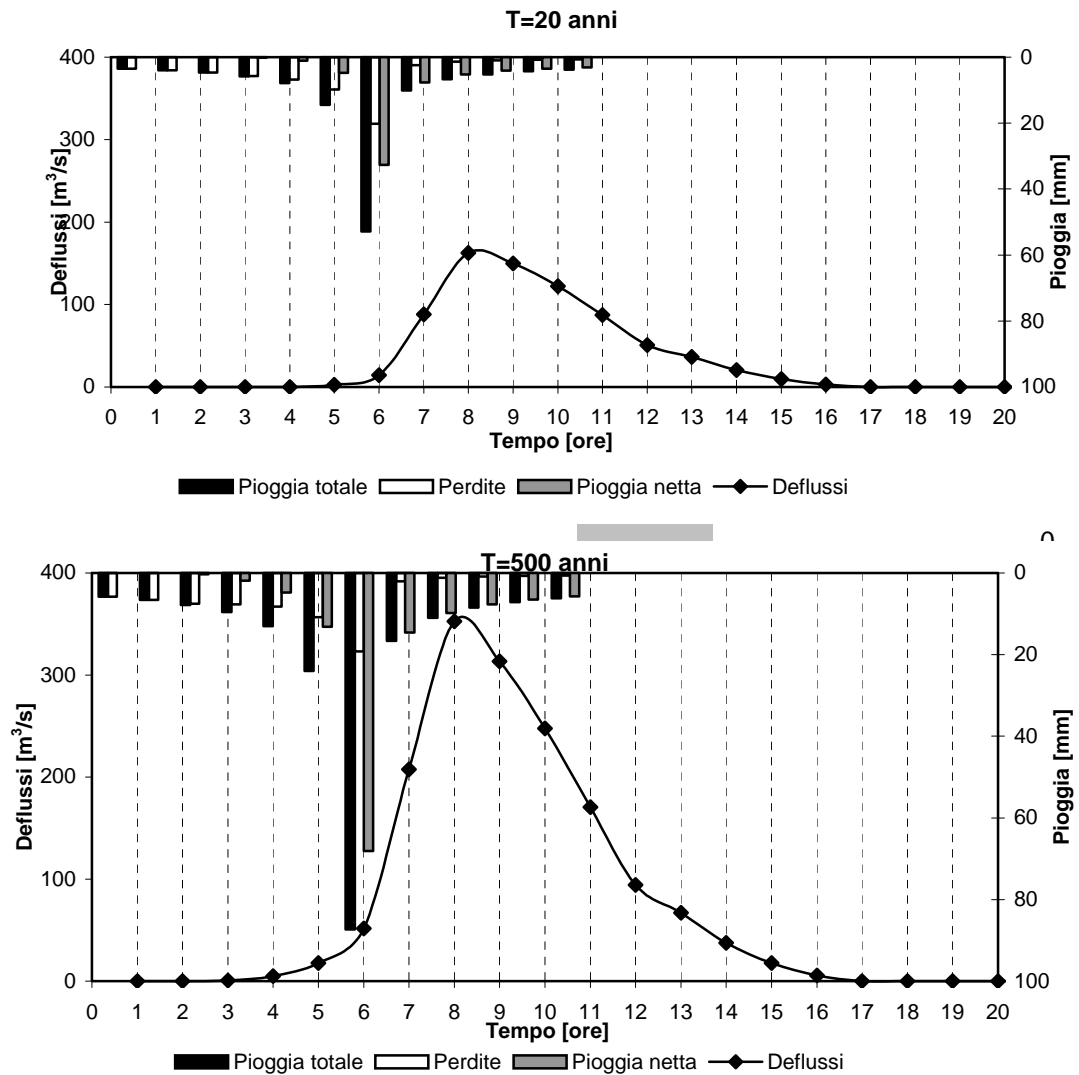 T=20 anni
400
300
200
100
0
Deflussi [m³/s]
0
20
40
60
80
100
Pioggia [mm]
0 1 2 3 4 5 6 7 8 9 10 11 12 13 14 15 16 17 18 19 20
Tempo [ore]
Pioggia totale Perdite Pioggia netta Deflussi
T=500 anni
400
300
200
100
0
Deflussi [m³/s]
0
20
40
60
80
100
Pioggia [mm]
0 1 2 3 4 5 6 7 8 9 10 11 12 13 14 15 16 17 18 19 20
Tempo [ore]
Pioggia totale Perdite Pioggia netta Deflussi